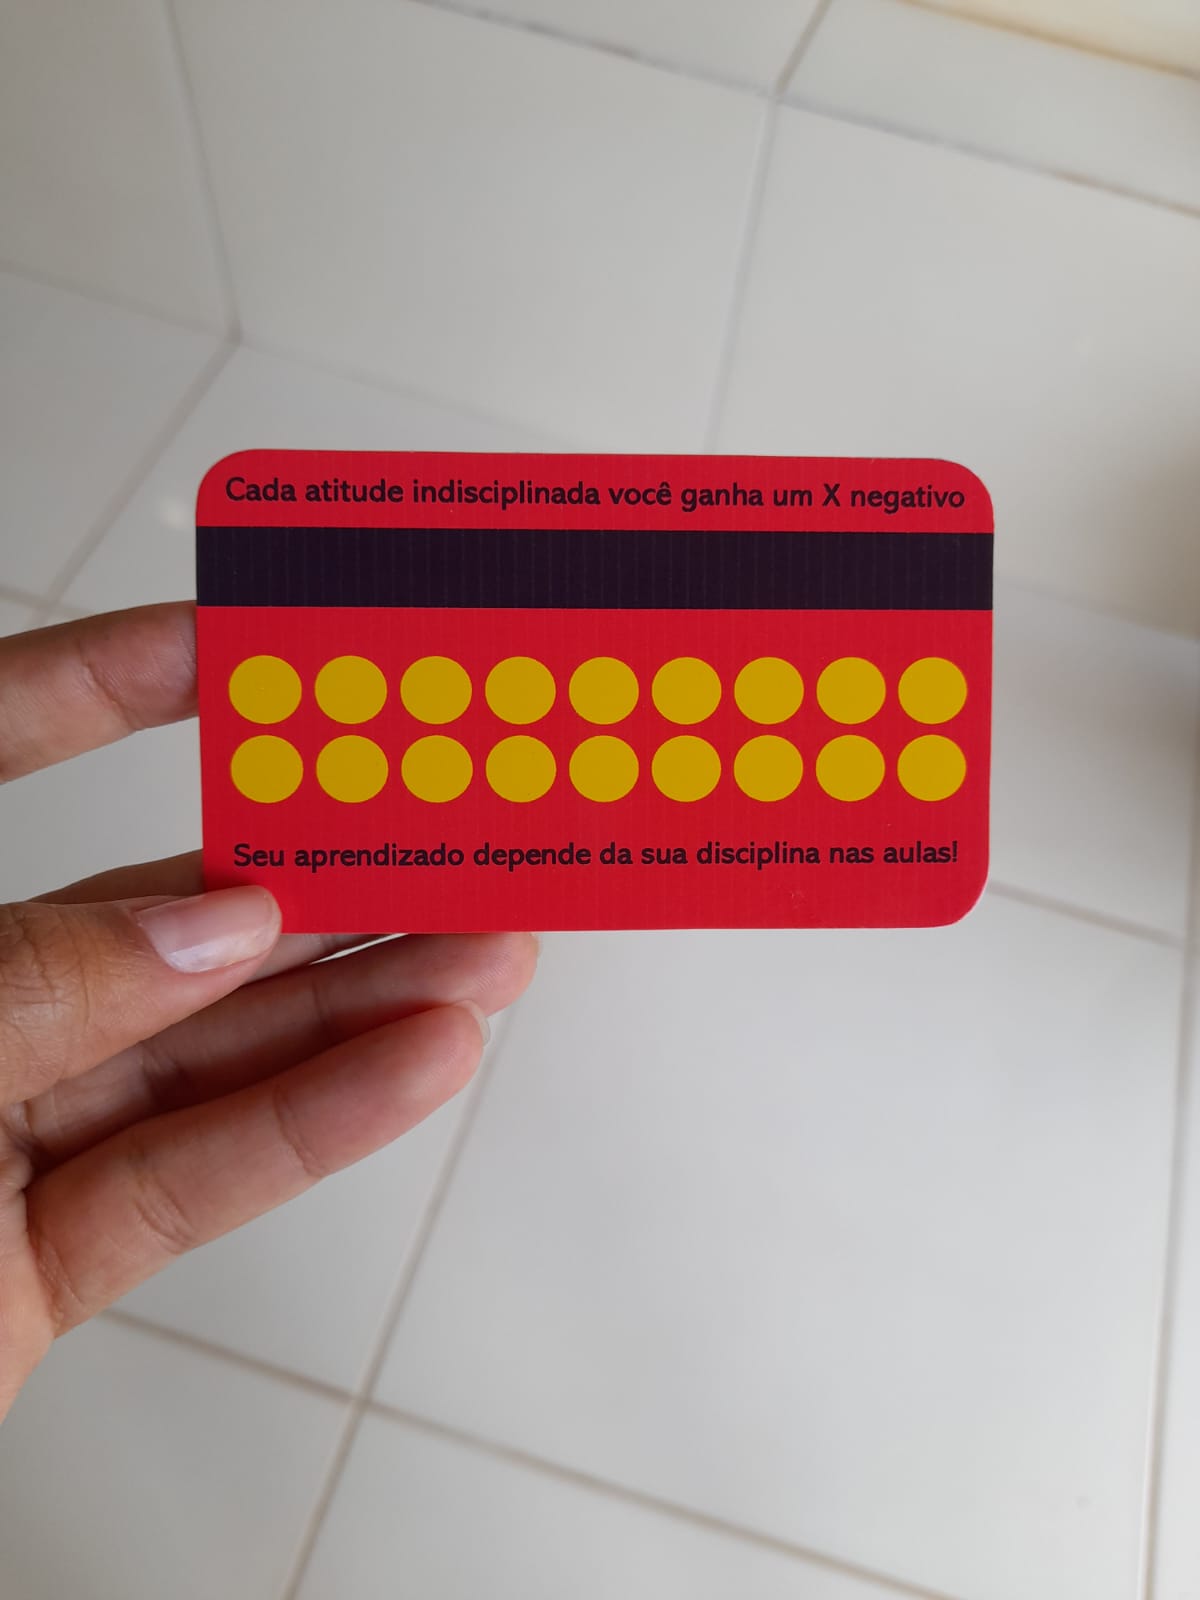 Cada atitude indisciplinada você ganha um X negativo
Seu aprendizado depende da sua disciplina nas aulas!